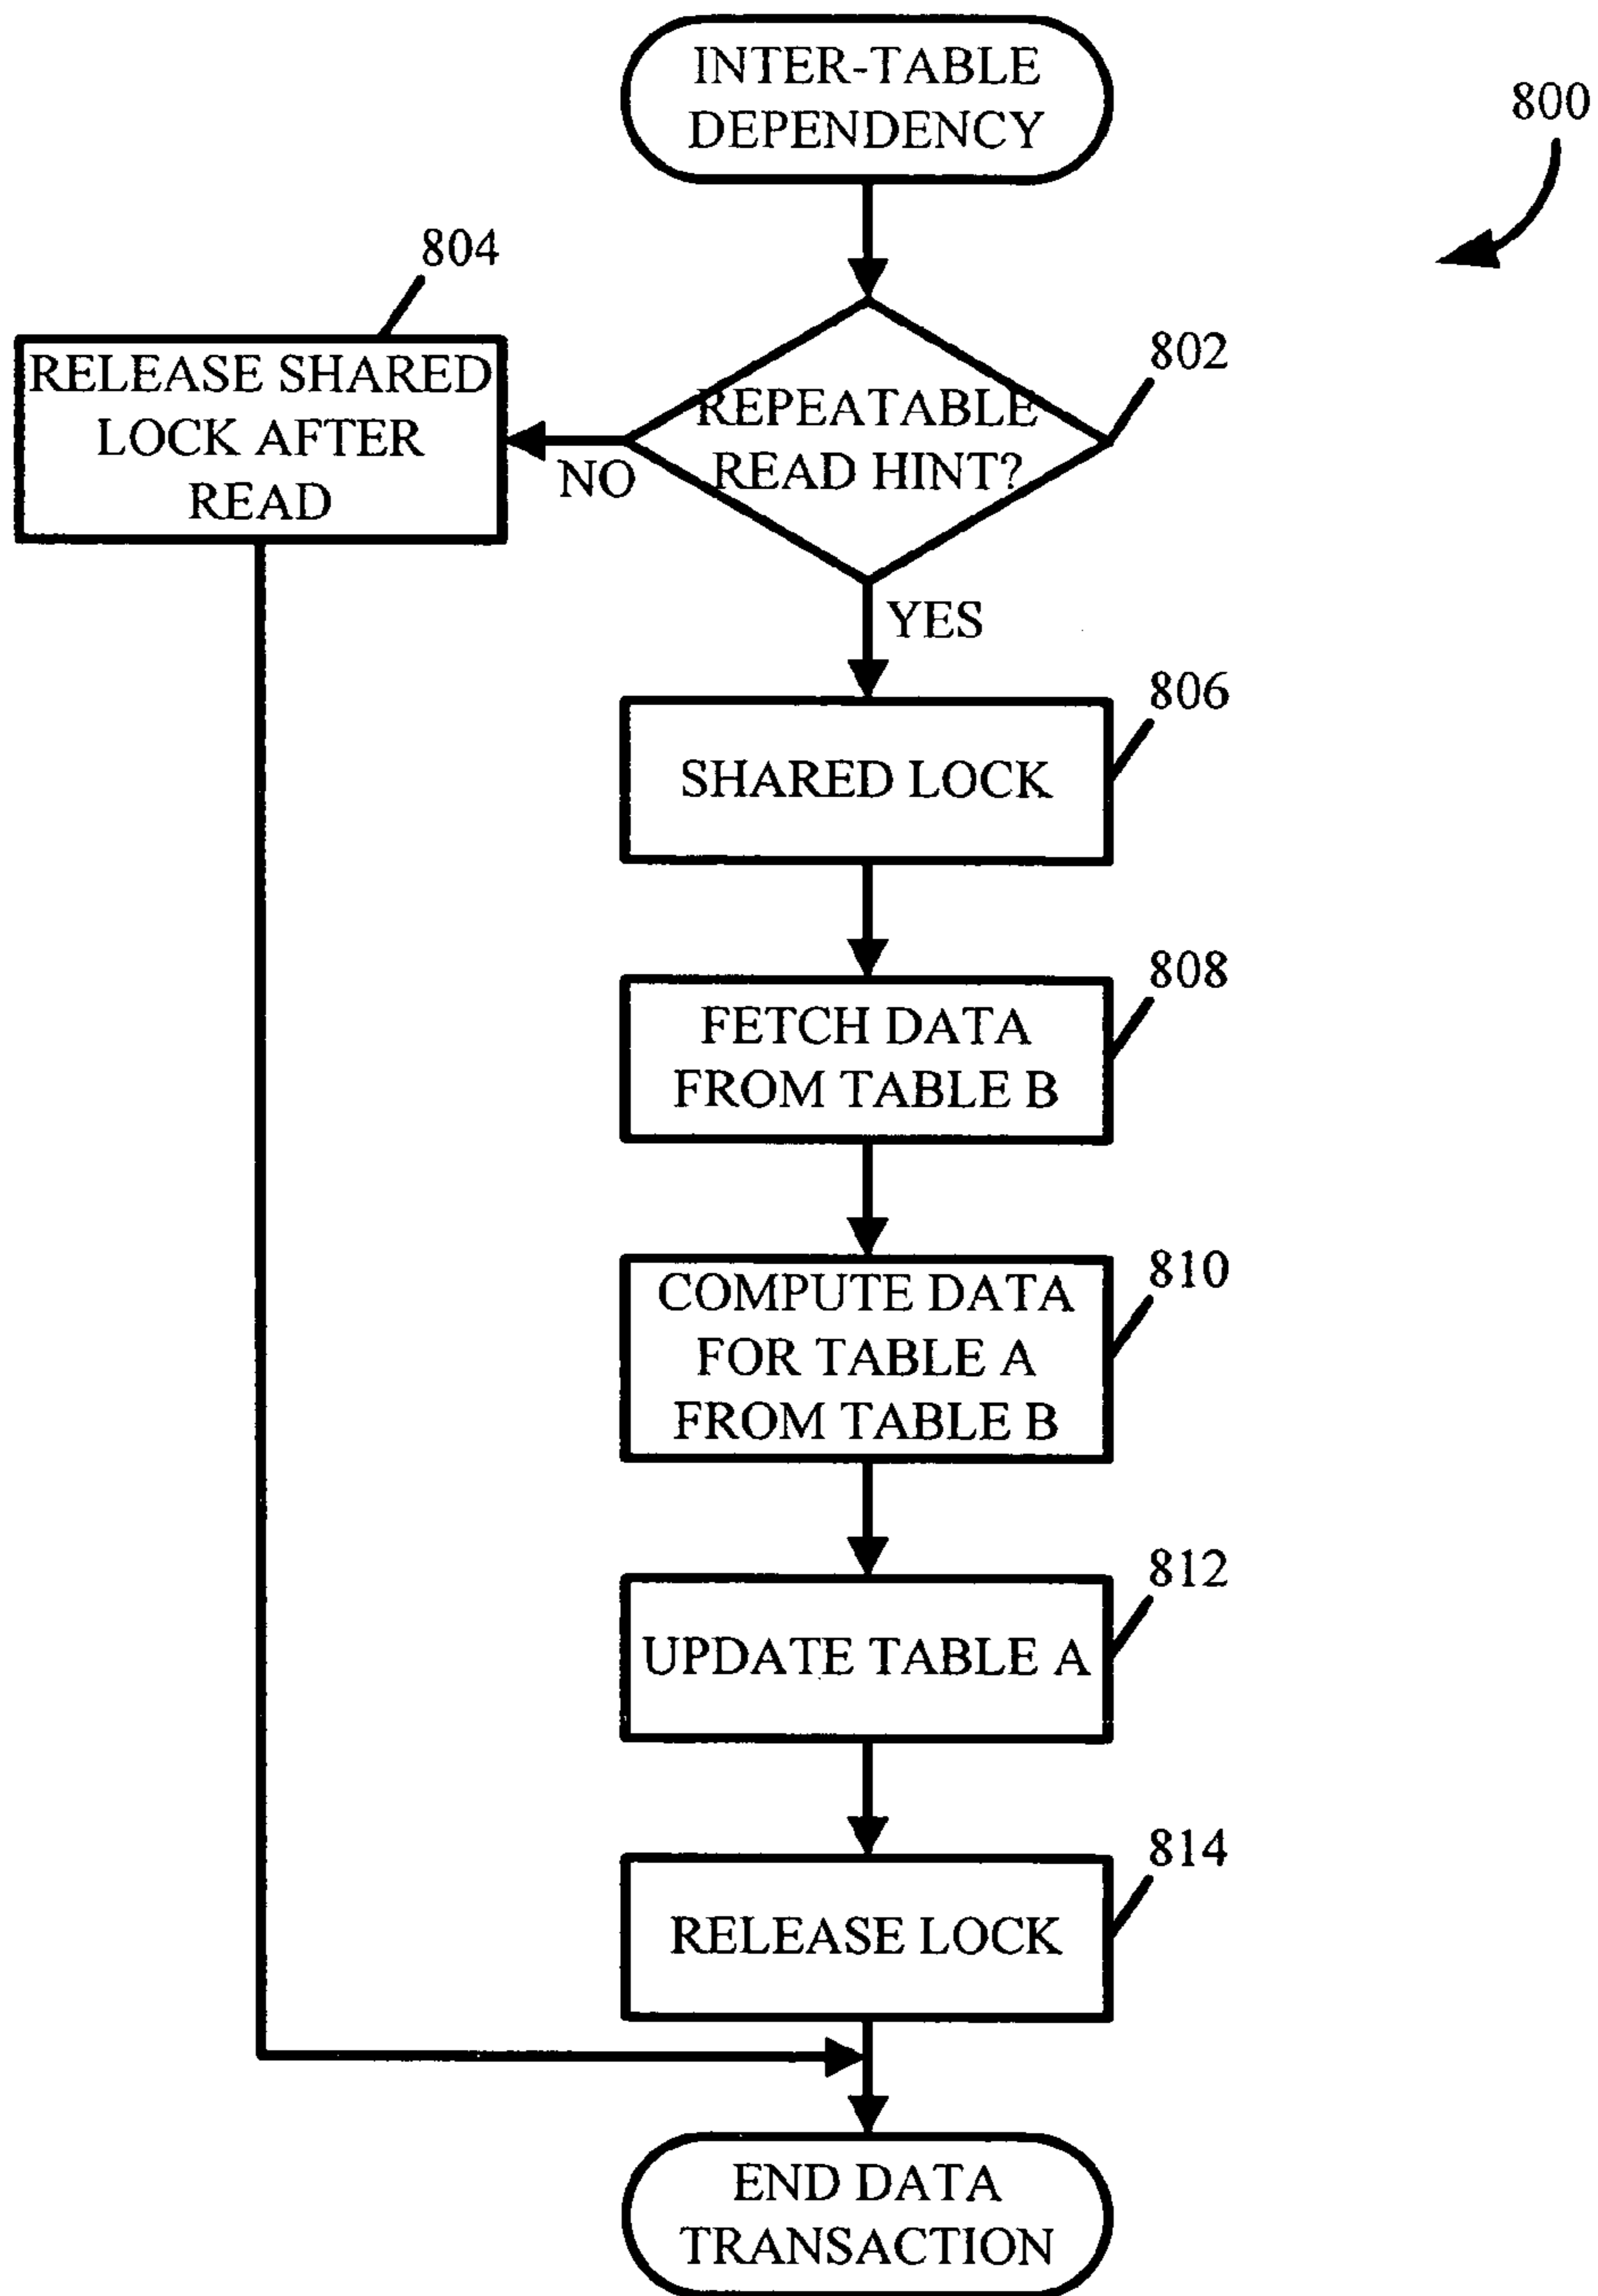 INTER-TABLE
DEPENDENCY
800
804
RELEASE SHARED
LOCK AFTER
READ
NO
802
REPEATABLE
READ HINT?
YES
806
SHARED LOCK
808
FETCH DATA
FROM TABLE B
810
COMPUTE DATA
FOR TABLE A
FROM TABLE B
812
UPDATE TABLE A
814
RELEASE LOCK
END DATA
TRANSACTION